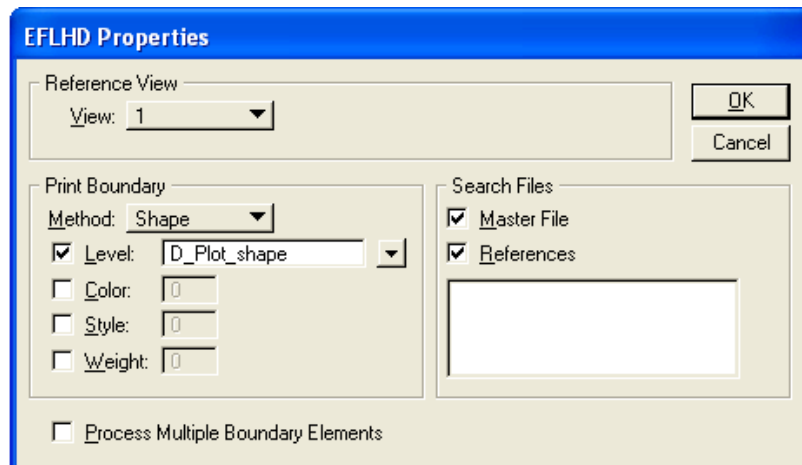 EFLHD Properties
Reference View
View: 1
OK
Cancel
Print Boundary
Method: Shape
Level: D_Plot_shape
Color: 0
Style: 0
Weight: 0
Search Files
Master File
References
Process Multiple Boundary Elements